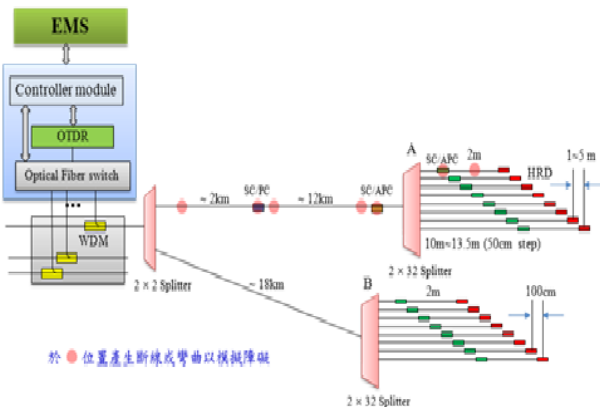 EMS
Controller module
OTDR
Optical Fiber switch
...
WDM
2 × 2 Splitter
~ 2km
SC/PC
~ 12km
SC/APC
A
SC/APC
2m
HRD
1≈5 m
10m≈13.5m (50cm step)
2 × 32 Splitter
~ 18km
B
2m
100cm
2 × 32 Splitter
於 位置產生斷線或彎曲以模擬障礙